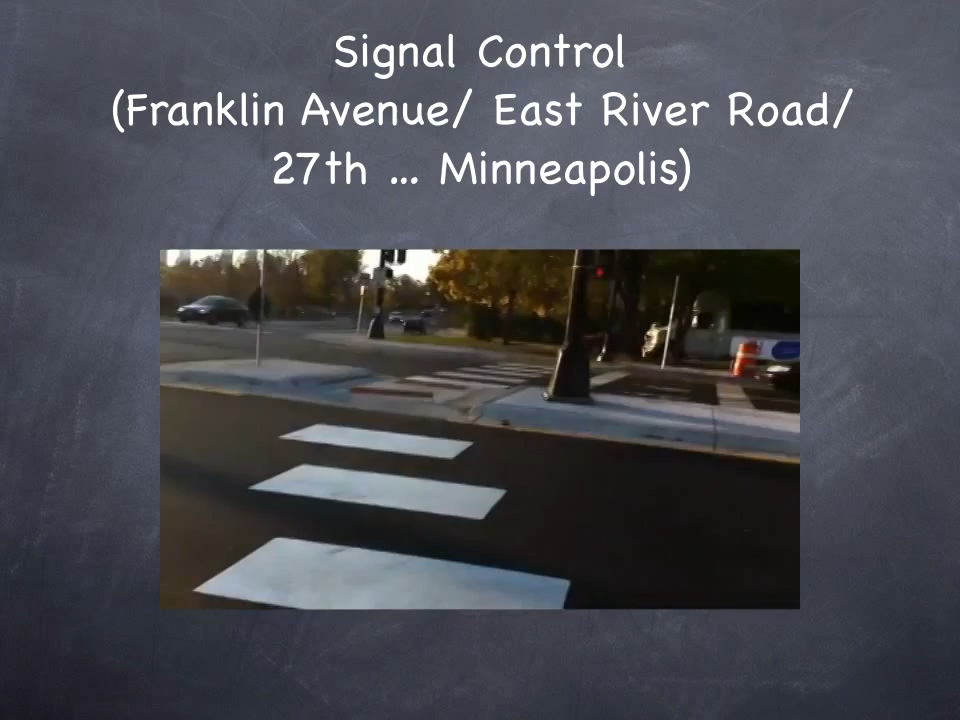 Signal Control
(Franklin Avenue/ East River Road/
27th ... Minneapolis)